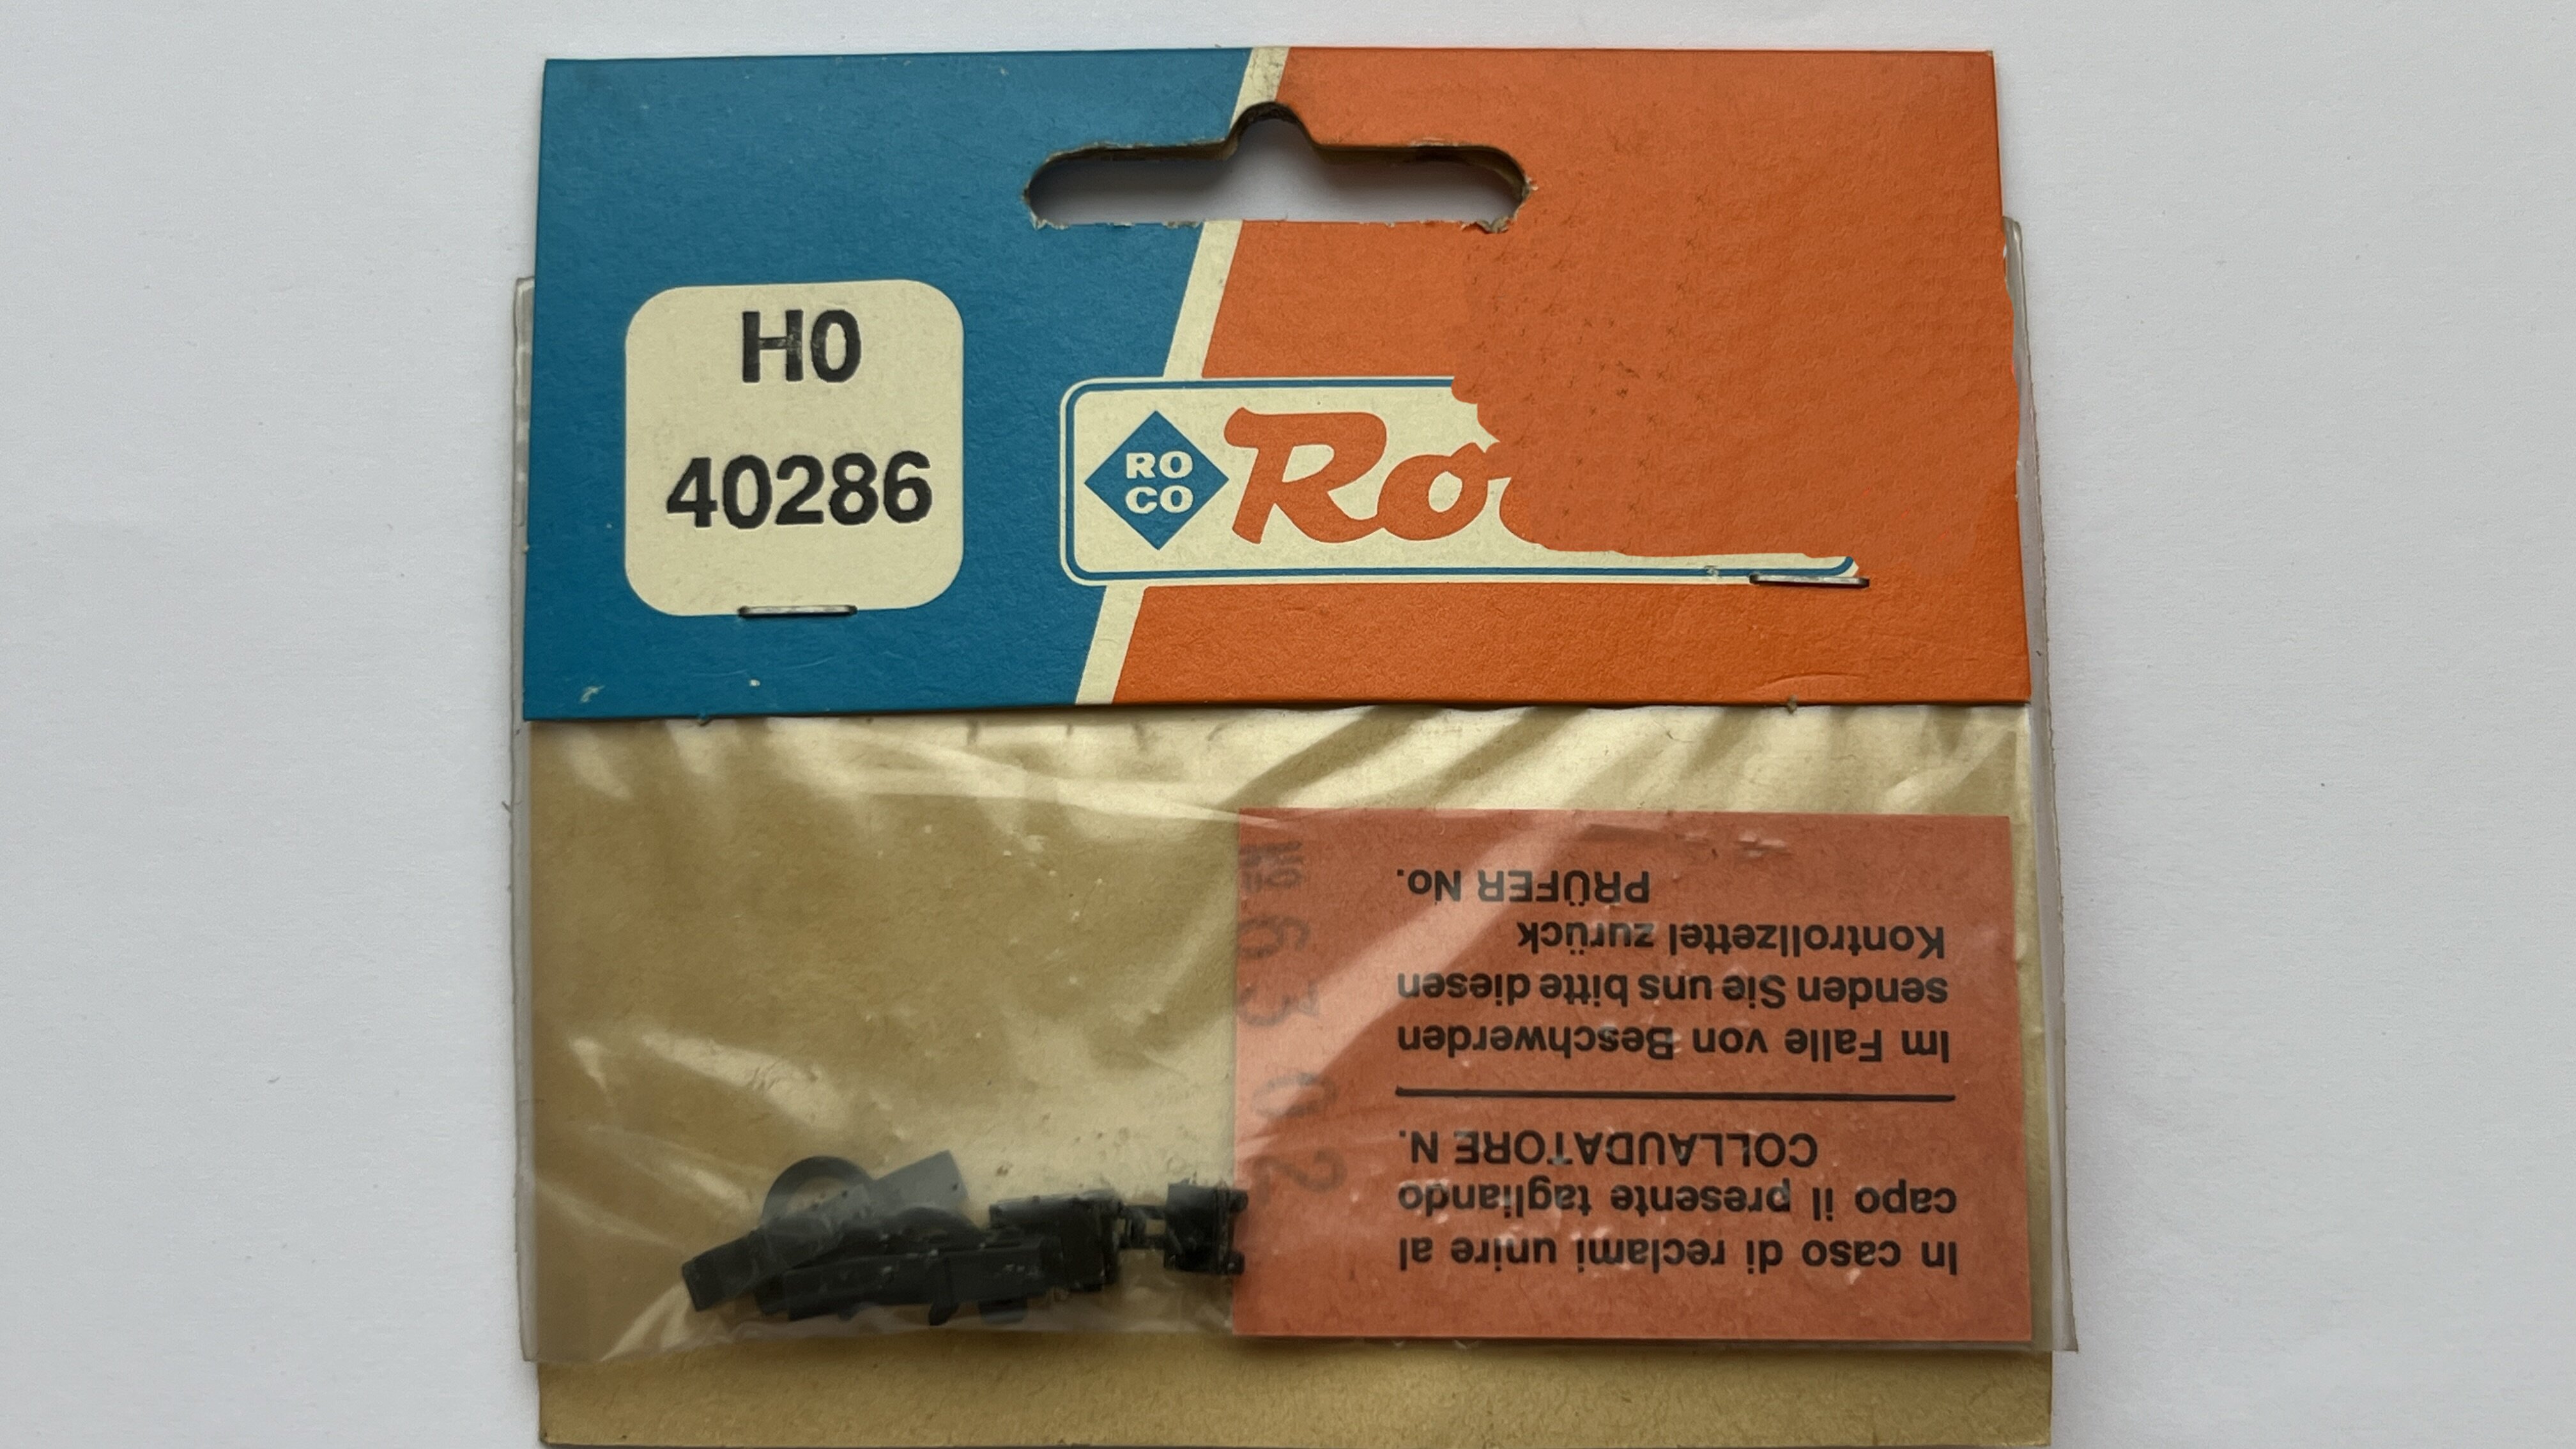 H0
40286
RO
CO
Ro
PRÜFER No.
Kontrollzettel zurück
senden Sie uns bitte diesen
Im Falle von Beschwerden
COLLAUDATORE N.
capo il presente tagliando
In caso di reclami unire al